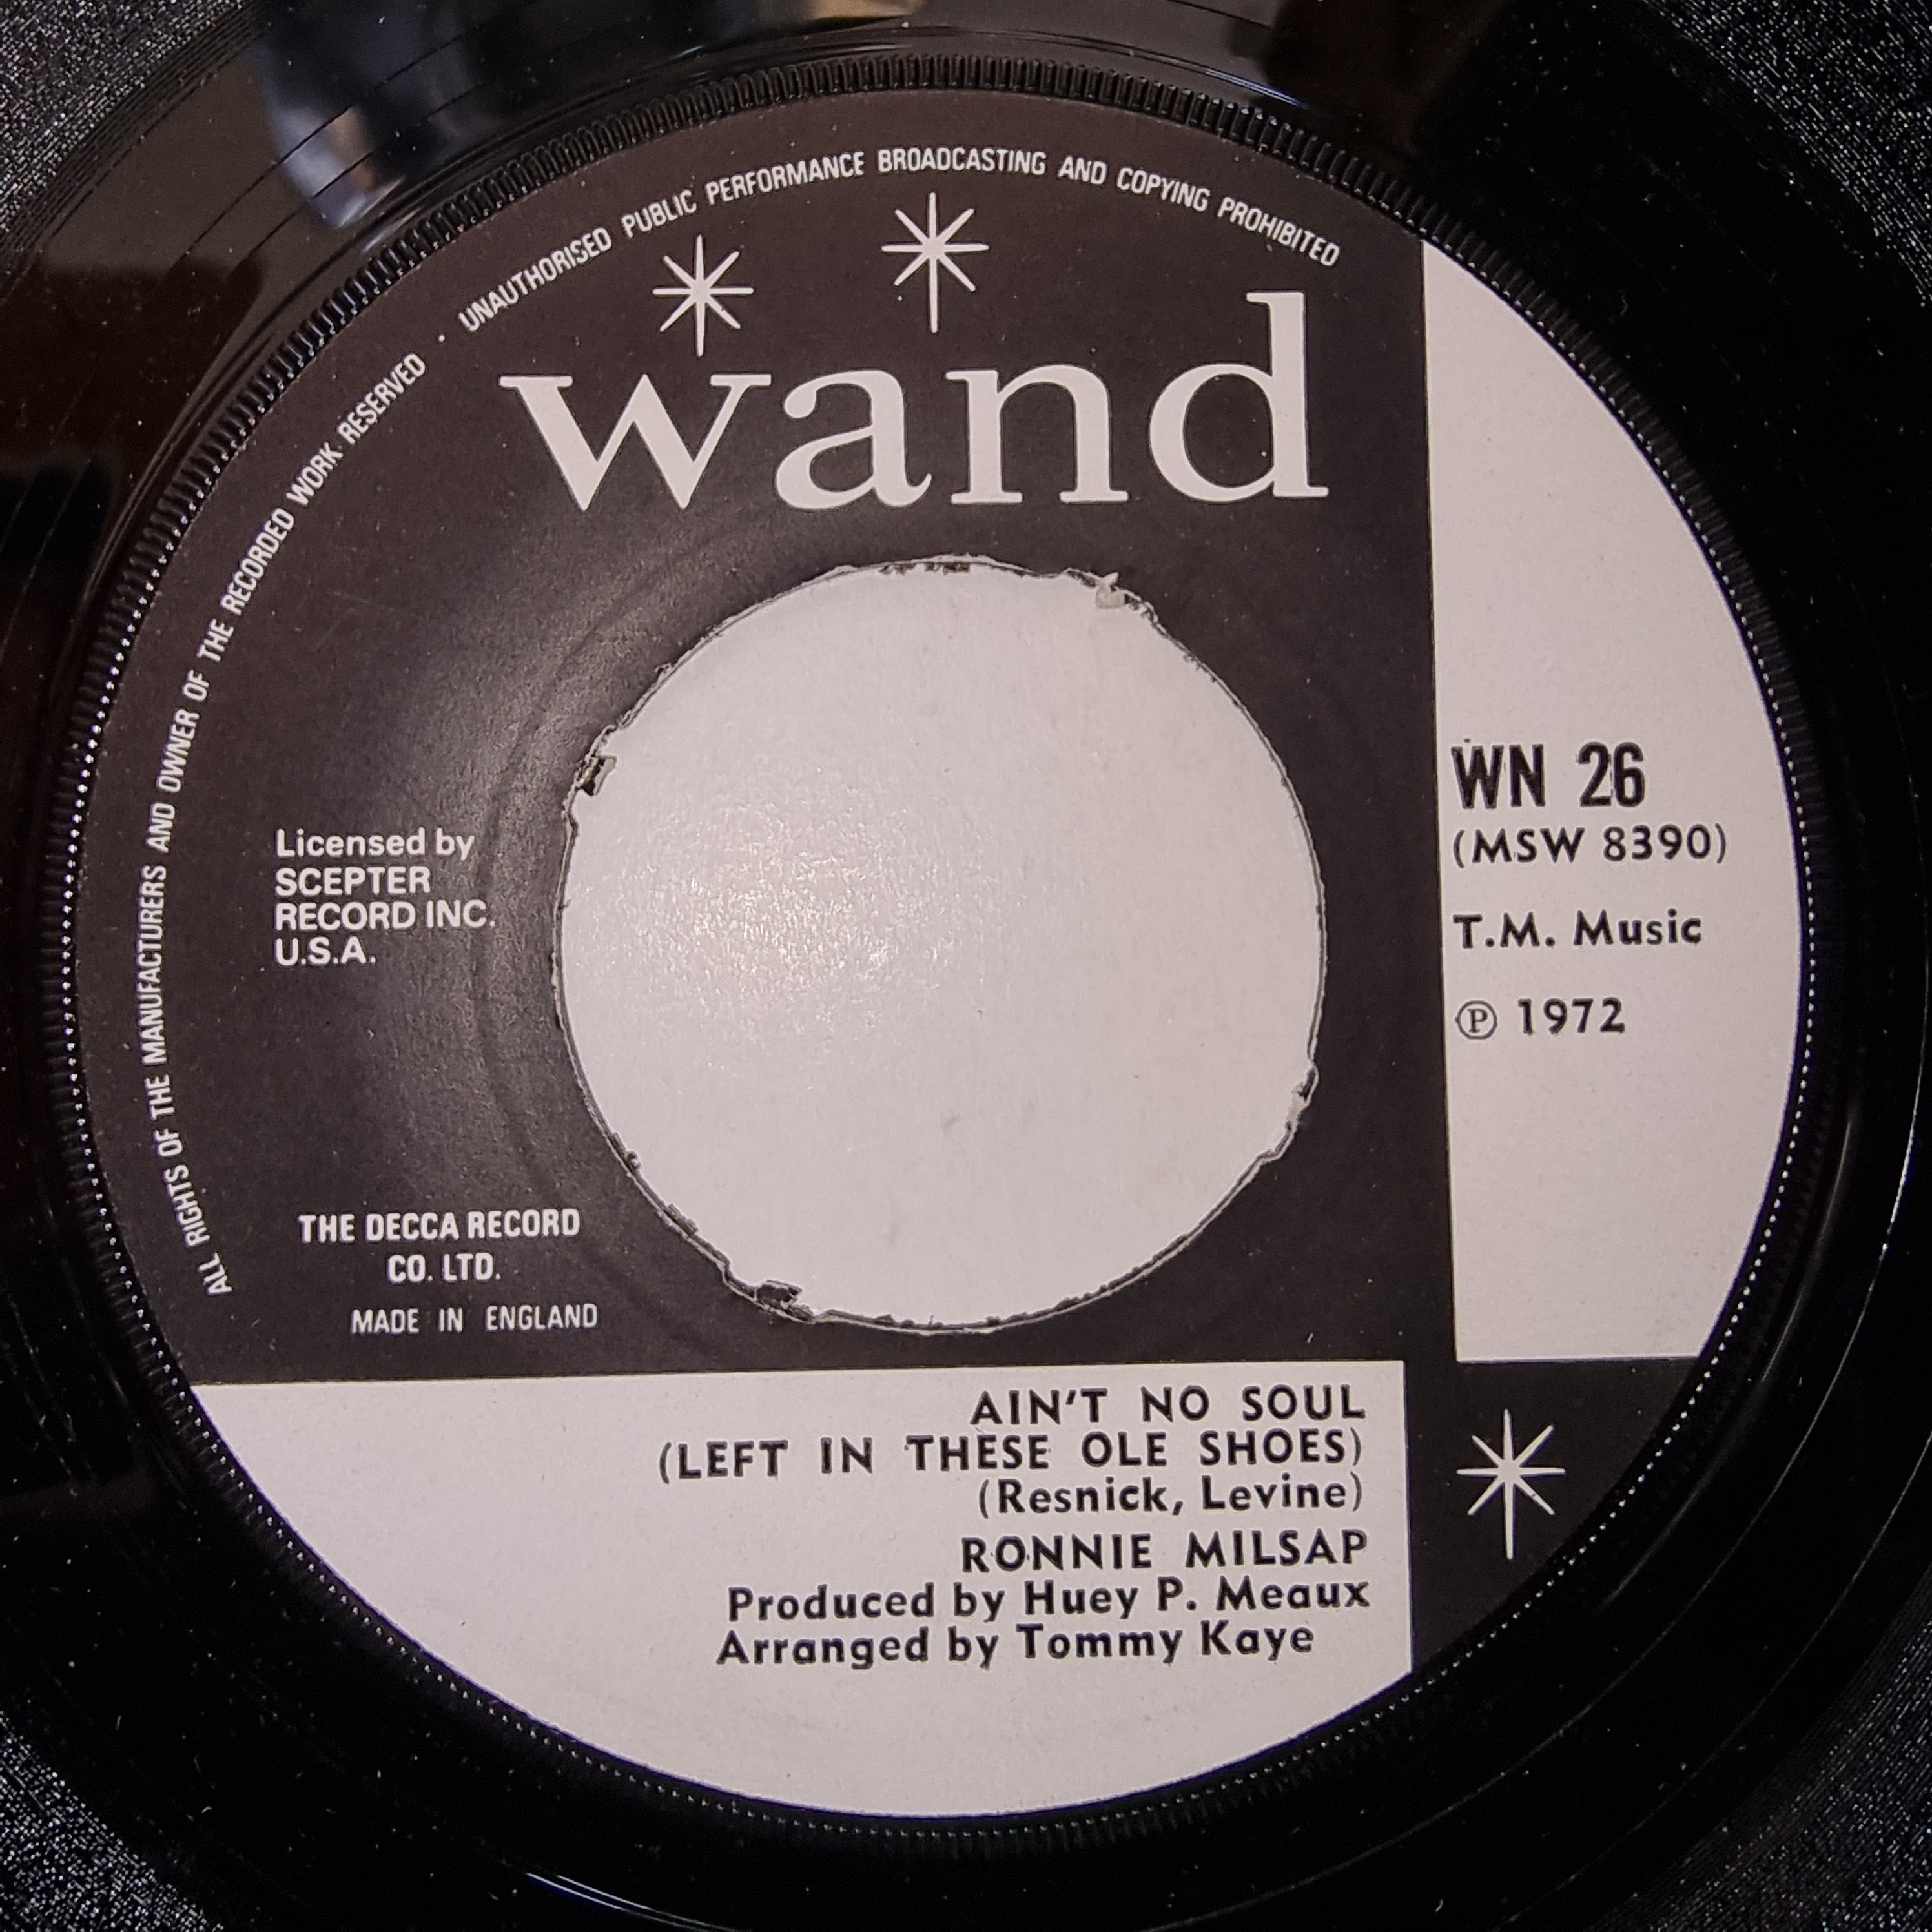 ALL RIGHTS OF THE MANUFACTURERS AND OWNER OF THE RECORDED WORK RESERVED · UNAUTHORISED PUBLIC PERFORMANCE BROADCASTING AND COPYING PROHIBITED
wand
WN 26
(MSW 8390)
T.M. Music
℗ 1972
Licensed by
SCEPTER
RECORD INC.
U.S.A.
THE DECCA RECORD
CO. LTD.
MADE IN ENGLAND
AIN'T NO SOUL
(LEFT IN THESE OLE SHOES)
(Resnick, Levine)
RONNIE MILSAP
Produced by Huey P. Meaux
Arranged by Tommy Kaye